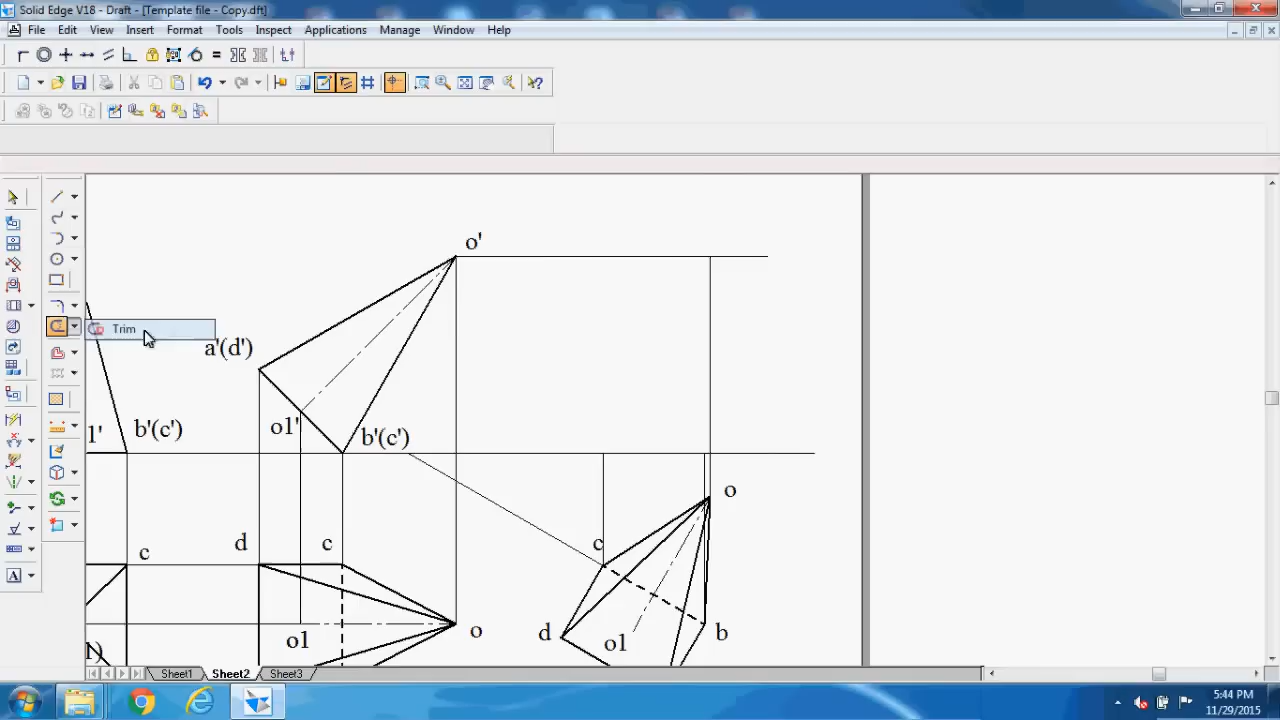 Solid Edge V18 - Draft - [Template file - Copy.dft]
File Edit View Insert Format Tools Inspect Applications Manage Window Help
o'
Trim
a'(d')
o1'
b'(c')
1'
b'(c')
o
c
d
c
c
o1
o
d
o1
b
1)
Sheet1 Sheet2 Sheet3
5:44 PM
11/29/2015